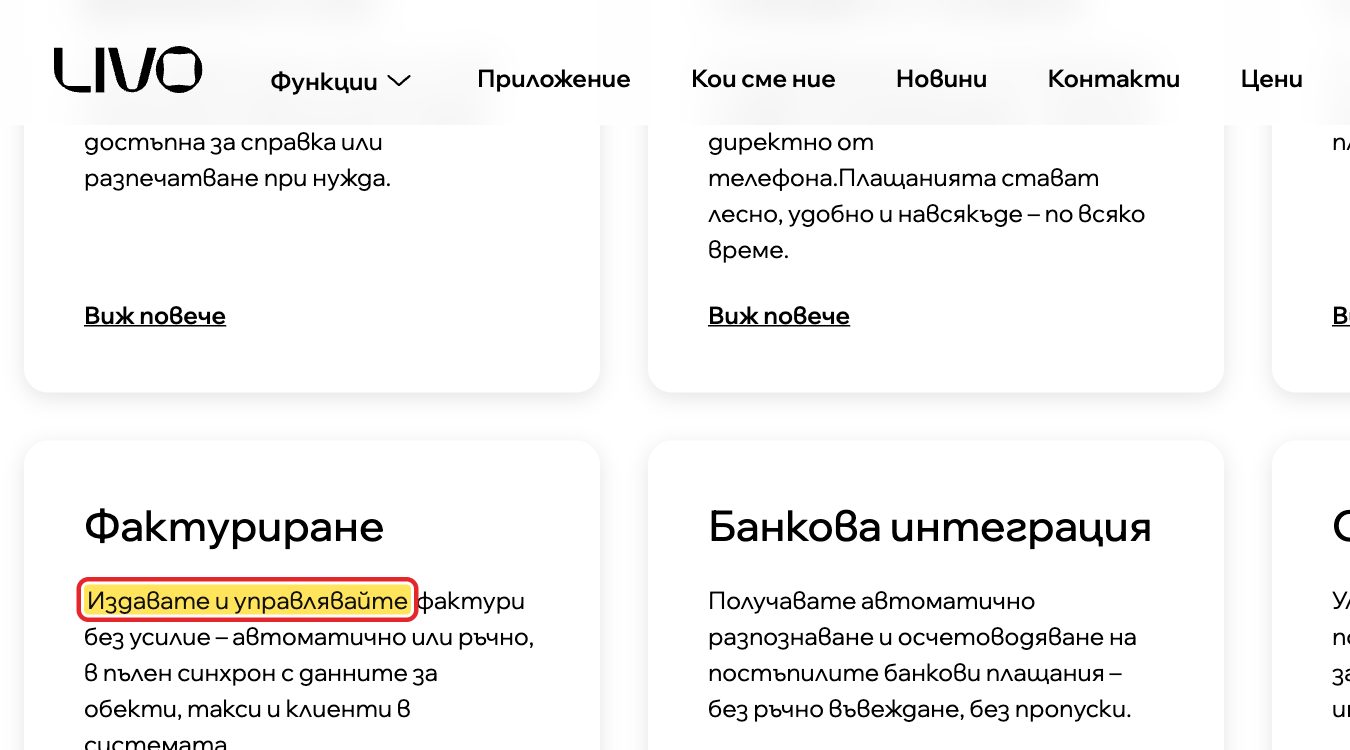 LIVO
Функции
Приложение
Кои сме ние
Новини
Контакти
Цени
достъпна за справка или
разпечатване при нужда.
Виж повече
директно от
телефона.Плащанията стават
лесно, удобно и навсякъде – по всяко
време.
Виж повече
Фактуриране
Издавате и управлявайте фактури
без усилие – автоматично или ръчно,
в пълен синхрон с данните за
обекти, такси и клиенти в
системата
Банкова интеграция
Получавате автоматично
разпознаване и осчетоводяване на
постъпилите банкови плащания –
без ръчно въвеждане, без пропуски.